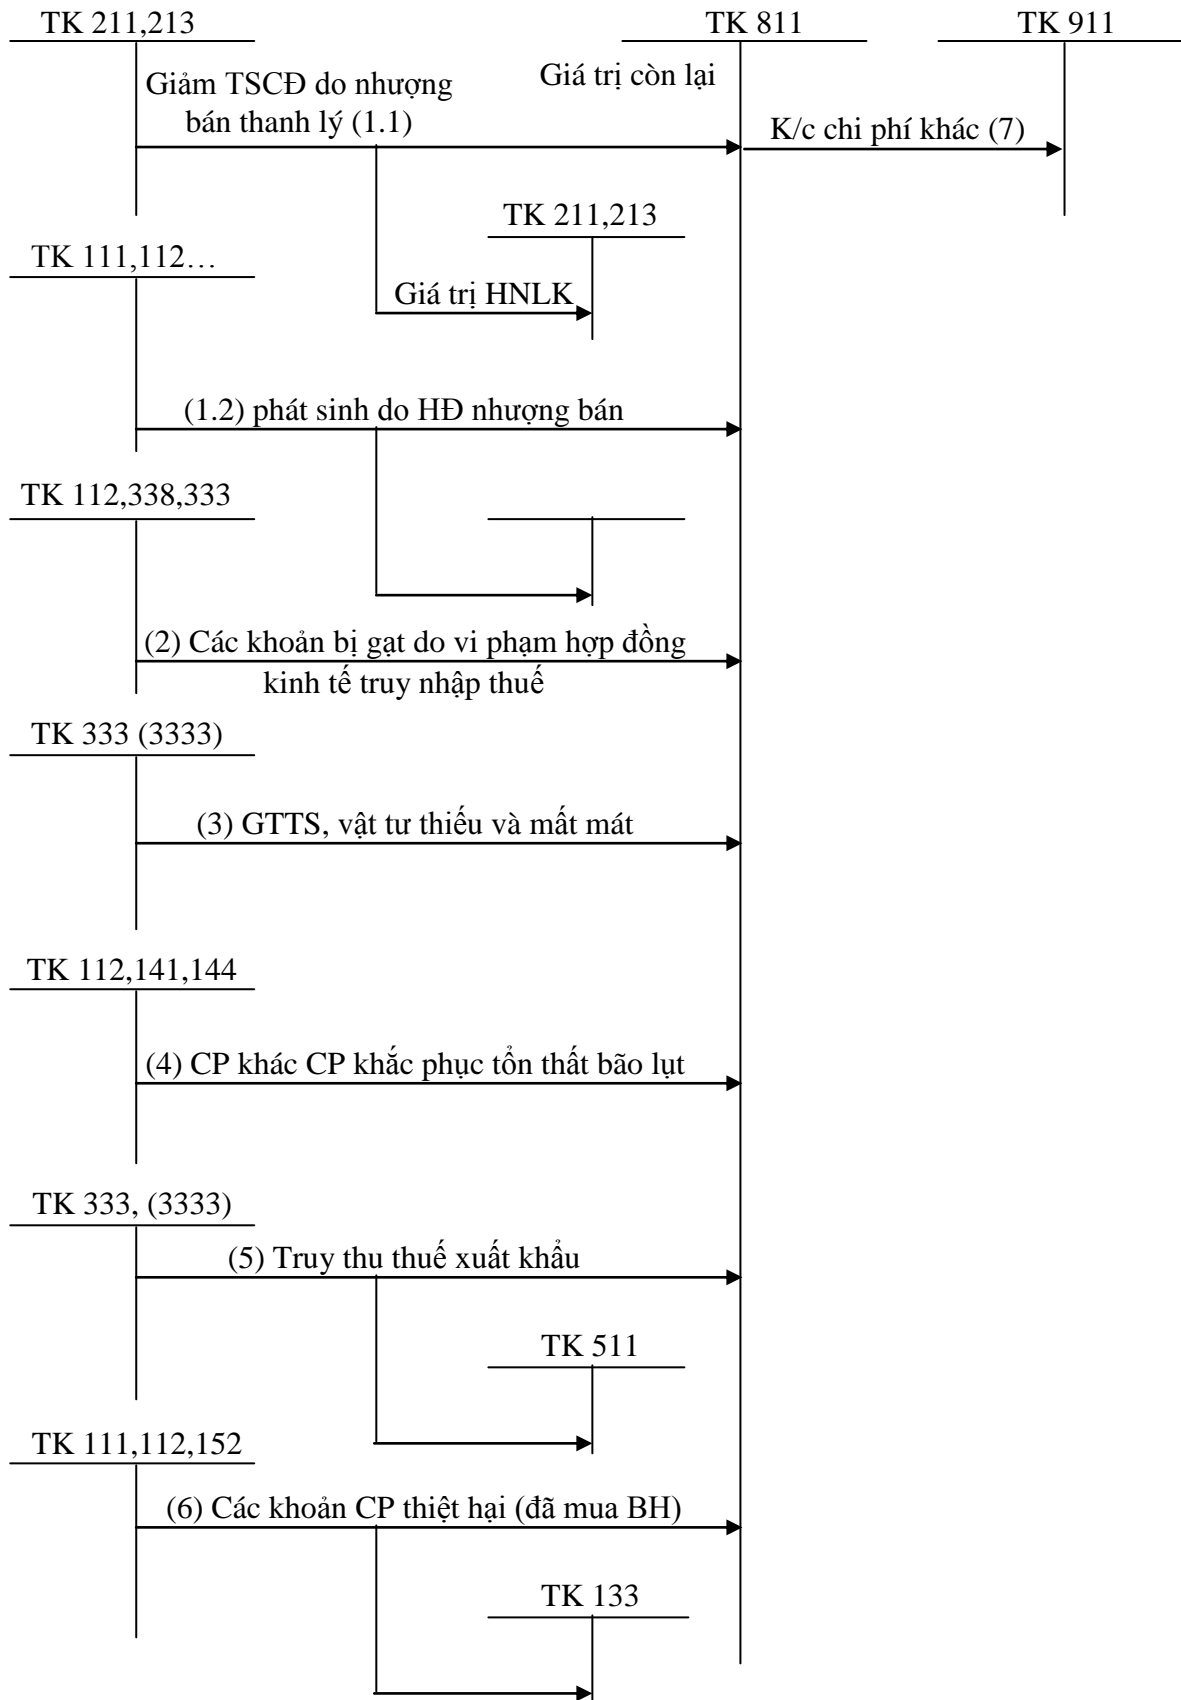 TK 211,213
TK 811
TK 911
Giảm TSCĐ do nhượng
bán thanh lý (1.1)
Giá trị còn lại
K/c chi phí khác (7)
TK 211,213
TK 111,112…
Giá trị HNLK
(1.2) phát sinh do HĐ nhượng bán
TK 112,338,333
(2) Các khoản bị gạt do vi phạm hợp đồng
kinh tế truy nhập thuế
TK 333 (3333)
(3) GTTS, vật tư thiếu và mất mát
TK 112,141,144
(4) CP khác CP khắc phục tổn thất bão lụt
TK 333, (3333)
(5) Truy thu thuế xuất khẩu
TK 511
TK 111,112,152
(6) Các khoản CP thiệt hại (đã mua BH)
TK 133